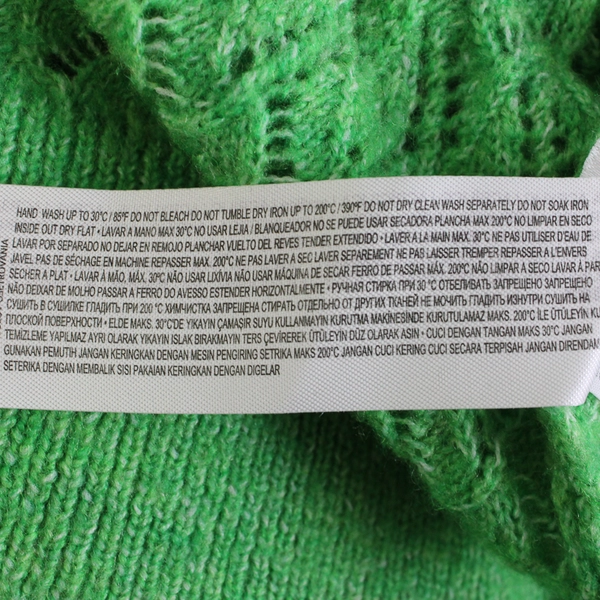 HAND WASH UP TO 30°C / 85°F DO NOT BLEACH DO NOT TUMBLE DRY IRON UP TO 200°C / 390°F DO NOT DRY CLEAN WASH SEPARATELY DO NOT SOAK IRON
INSIDE OUT DRY FLAT • LAVAR A MANO MAX 30°C NO USAR LEJIA / BLANQUEADOR NO SE PUEDE USAR SECADORA PLANCHA MAX 200°C NO LIMPIAR EN SECO
LAVAR POR SEPARADO NO DEJAR EN REMOJO PLANCHAR VUELTO DEL REVES TENDER EXTENDIDO • LAVER A LA MAIN MAX. 30°C NE PAS UTILISER D'EAU DE
JAVEL PAS DE SÉCHAGE EN MACHINE REPASSER MAX. 200°C NE PAS LAVER A SEC LAVER SEPAREMENT NE PAS LAISSER TREMPER REPASSER A L'ENVERS
SECHER A PLAT • LAVAR À MÃO, MÁX. 30ºC NÃO USAR LIXÍVIA NÃO USAR MÁQUINA DE SECAR FERRO DE PASSAR MÁX. 200ºC NÃO LIMPAR A SECO LAVAR À PAR
NÃO DEIXAR DE MOLHO PASSAR A FERRO DO AVESSO ESTENDER HORIZONTALMENTE • РУЧНАЯ СТИРКА ПРИ 30 °C ОТБЕЛИВАТЬ ЗАПРЕЩЕНО ЗАПРЕЩЕНО
СУШИТЬ В СУШИЛКЕ ГЛАДИТЬ ПРИ 200 °C ХИМЧИСТКА ЗАПРЕЩЕНА СТИРАТЬ ОТДЕЛЬНО ОТ ДРУГИХ ТКАНЕЙ НЕ МОЧИТЬ ГЛАДИТЬ ИЗНУТРИ СУШИТЬ НА
ПЛОСКОЙ ПОВЕРХНОСТИ • ELDE MAKS. 30°C'DE YIKAYIN ÇAMAŞIR SUYU KULLANMAYIN KURUTMA MAKİNESİNDE KURUTULAMAZ MAKS. 200°C İLE ÜTÜLEYİN KU
TEMİZLEME YAPILMAZ AYRI OLARAK YIKAYIN ISLAK BIRAKMAYIN TERS ÇEVİREREK ÜTÜLEYİN DÜZ OLARAK ASIN • CUCI DENGAN TANGAN MAKS 30°C JANGAN
GUNAKAN PEMUTIH JANGAN KERINGKAN DENGAN MESIN PENGIRING SETRIKA MAKS 200°C JANGAN CUCI KERING CUCI SECARA TERPISAH JANGAN DIRENDAM
SETERIKA DENGAN MEMBALIK SISI PAKAIAN KERINGKAN DENGAN DIGELAR